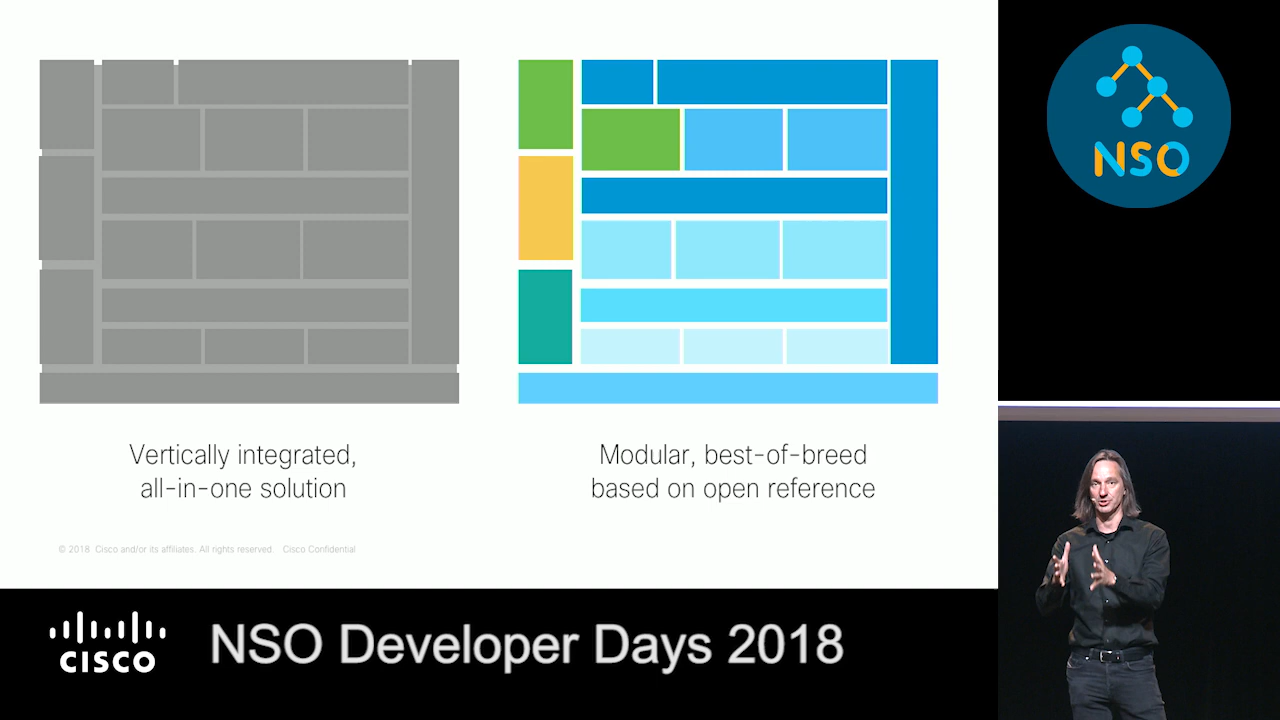 NSO
Vertically integrated,
all-in-one solution
Modular, best-of-breed
based on open reference
© 2018 Cisco and/or its affiliates. All rights reserved. Cisco Confidential
CISCO
NSO Developer Days 2018